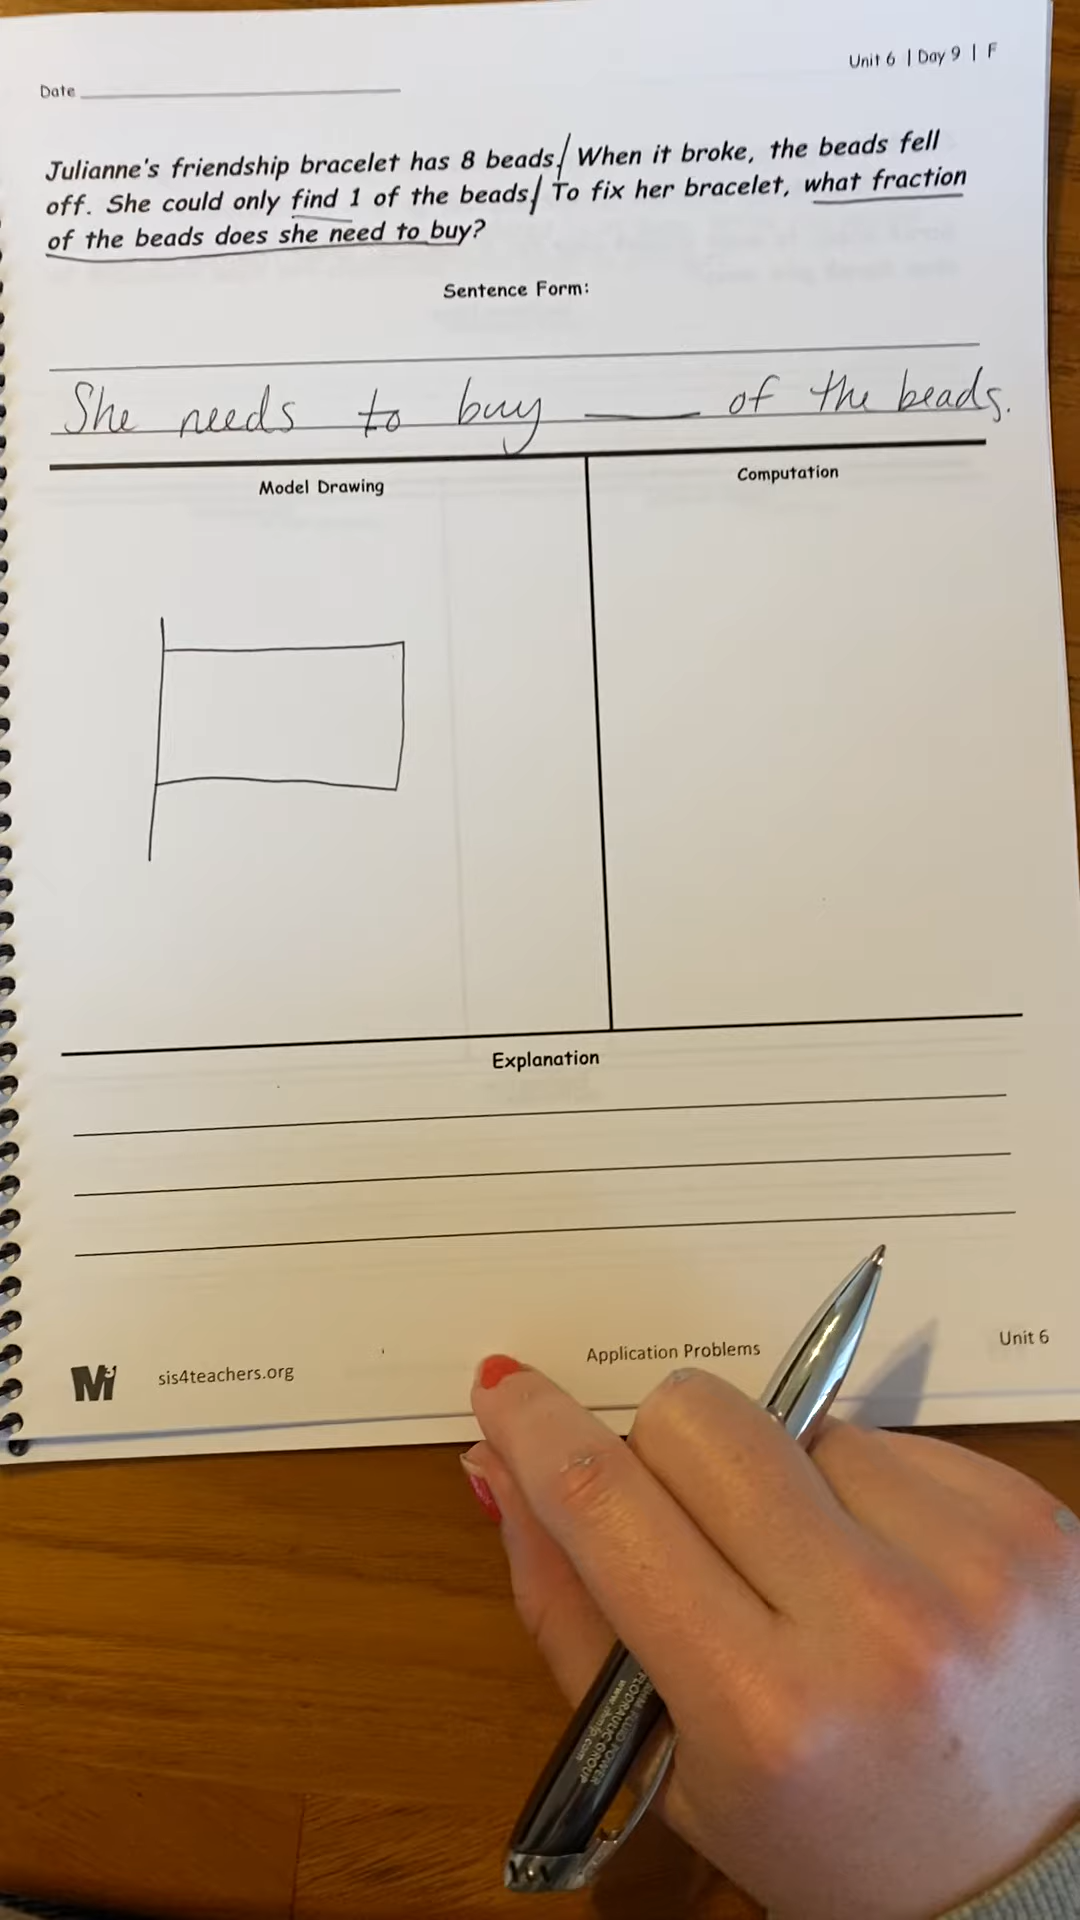 Unit 6 | Day 9 | F
Date
Julianne's friendship bracelet has 8 beads. When it broke, the beads fell
off. She could only find 1 of the beads. To fix her bracelet, what fraction
of the beads does she need to buy?
Sentence Form:
She needs to buy ____ of the beads.
Model Drawing
Computation
Explanation
M
sis4teachers.org
Application Problems
Unit 6